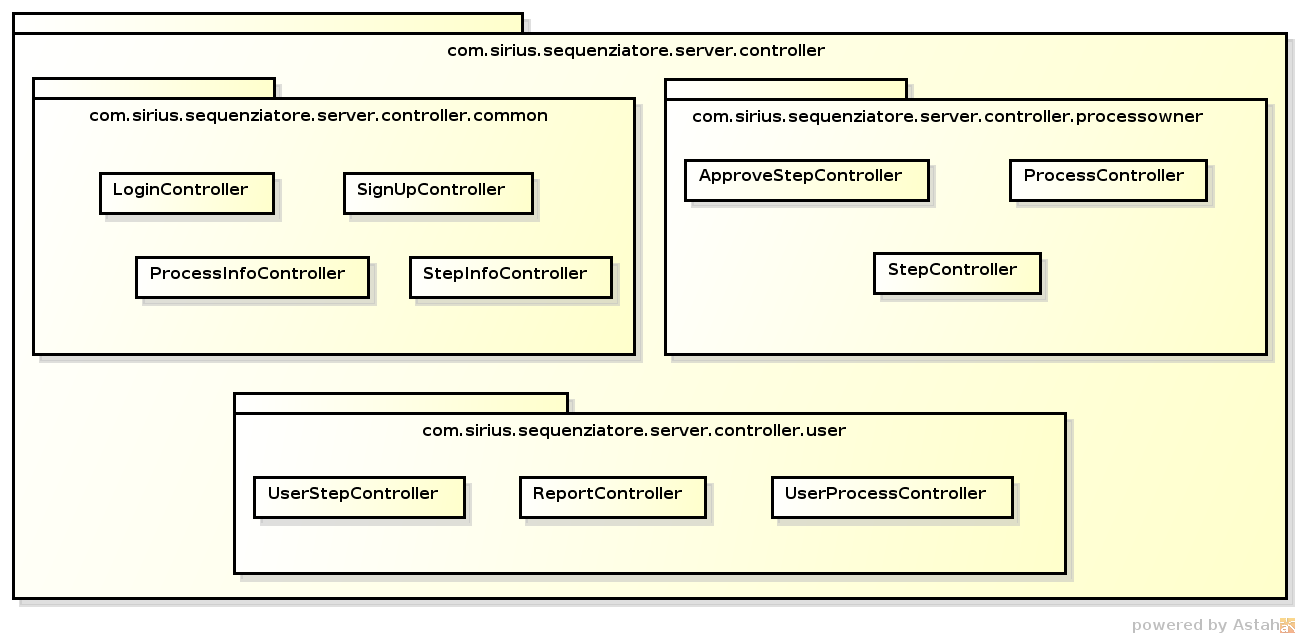 com.sirius.sequenziatore.server.controller
com.sirius.sequenziatore.server.controller.common
LoginController
SignUpController
ProcessInfoController
StepInfoController
com.sirius.sequenziatore.server.controller.processowner
ApproveStepController
ProcessController
StepController
com.sirius.sequenziatore.server.controller.user
UserStepController
ReportController
UserProcessController
powered by Astah